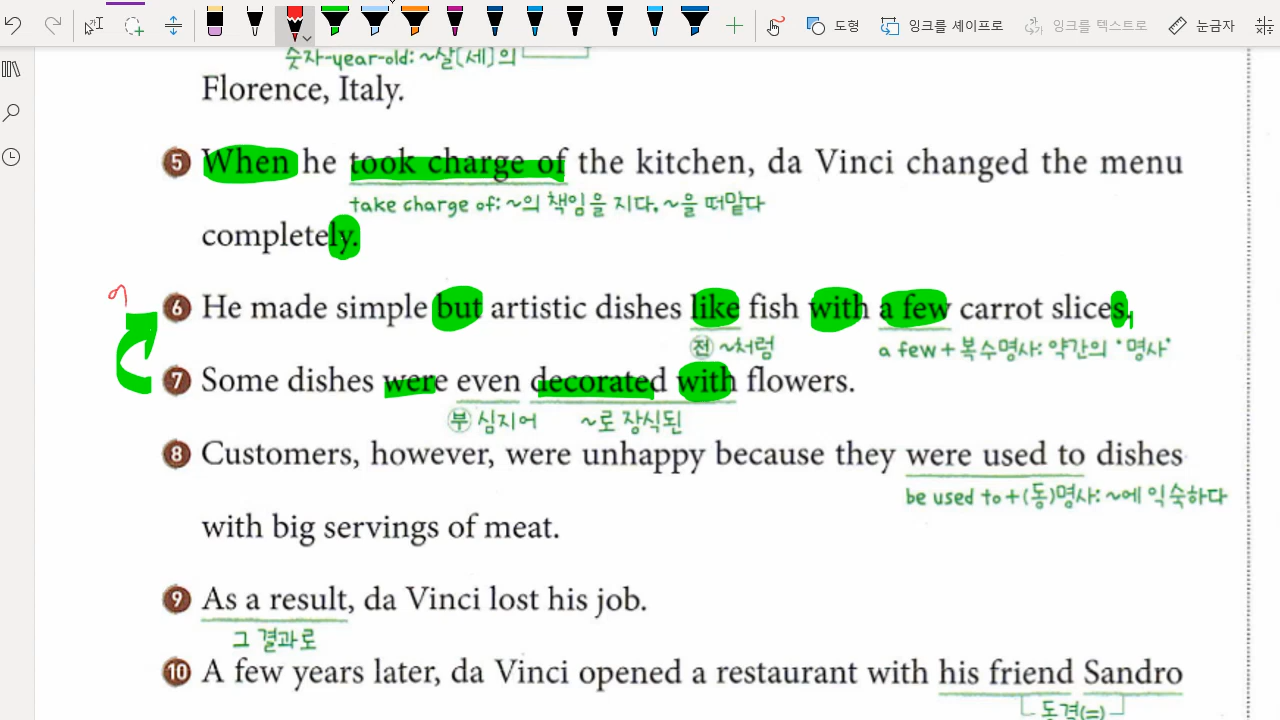 도형 잉크를 셰이프로 잉크를 텍스트로 눈금자
숫자-year-old: ~살[세]의
Florence, Italy.
5 When he took charge of the kitchen, da Vinci changed the menu
take charge of: ~의 책임을 지다, ~을 떠맡다
completely.
6 He made simple but artistic dishes like fish with a few carrot slices.
전 ~처럼 a few + 복수명사: 약간의 '명사'
7 Some dishes were even decorated with flowers.
부 심지어 ~로 장식된
8 Customers, however, were unhappy because they were used to dishes
be used to+(동)명사: ~에 익숙하다
with big servings of meat.
9 As a result, da Vinci lost his job.
그 결과로
10 A few years later, da Vinci opened a restaurant with his friend Sandro
동격(=)